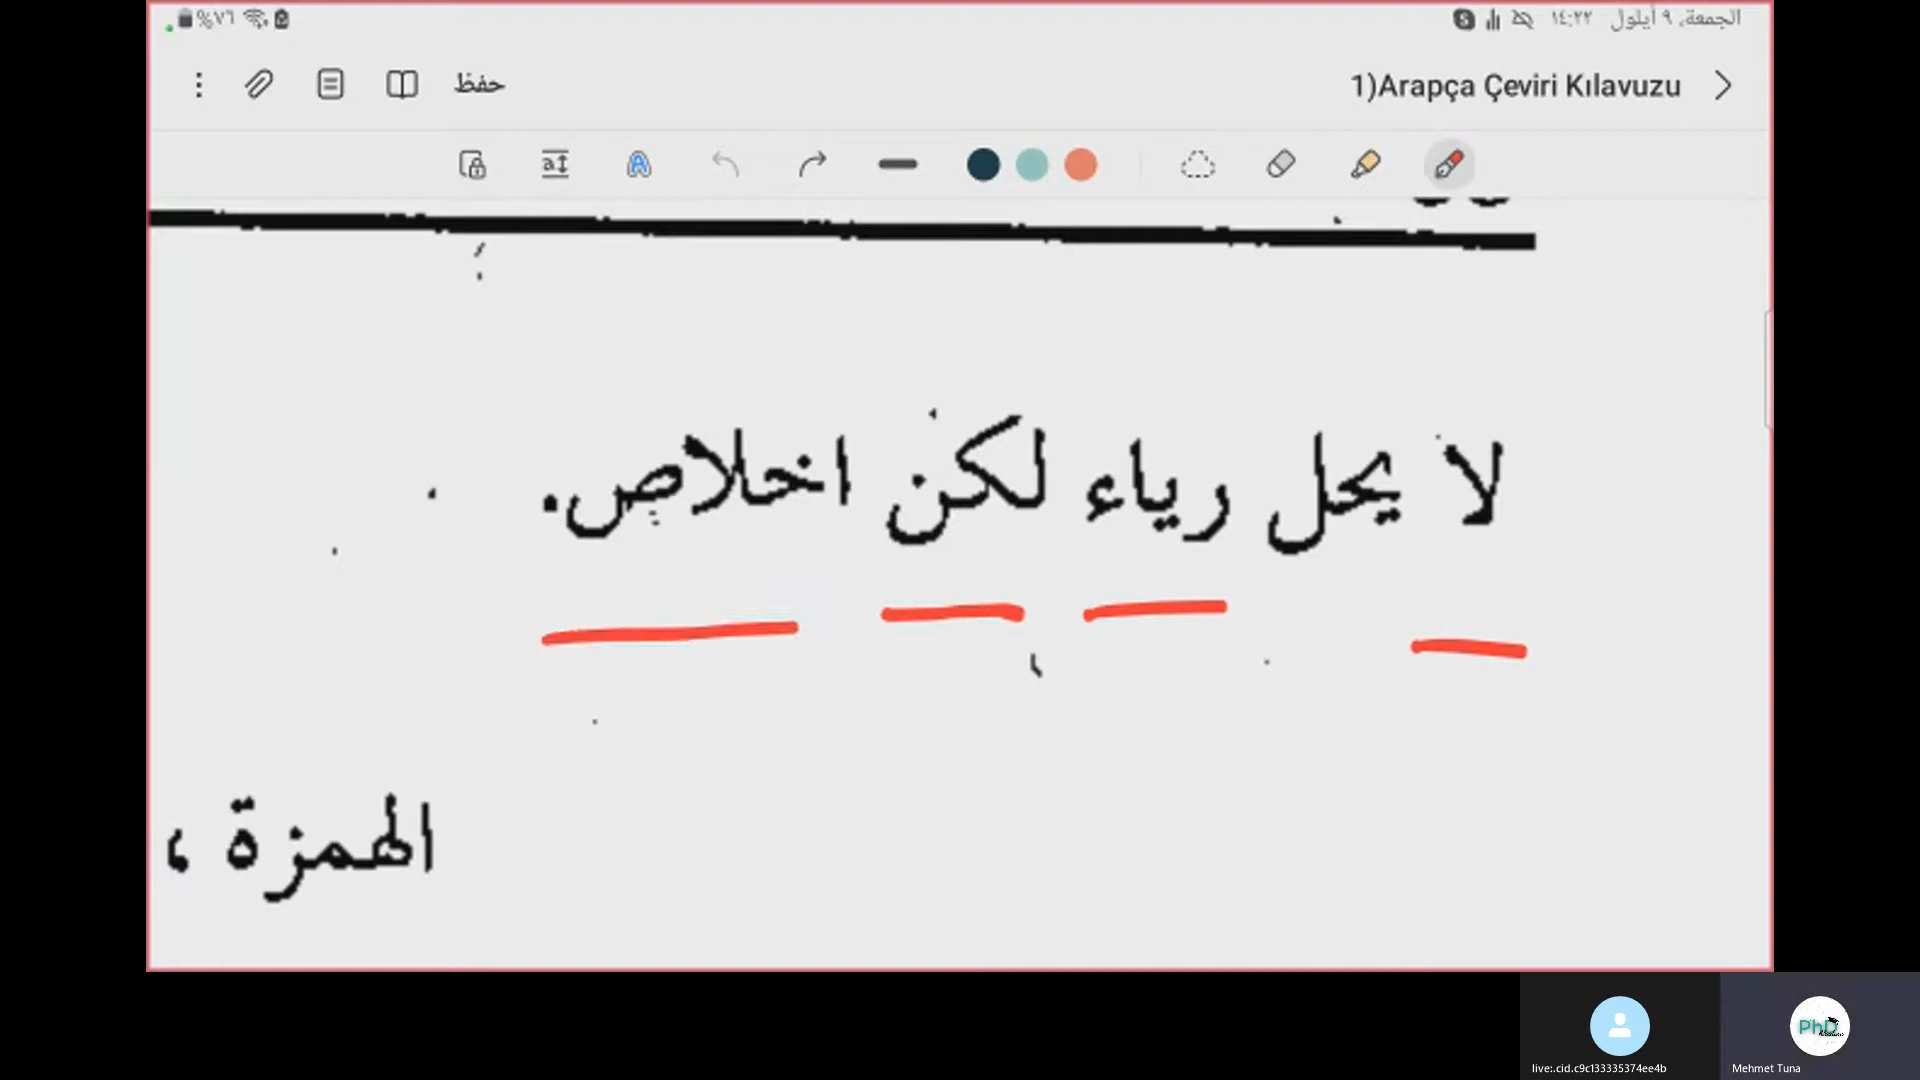 الجمعة، ٩ أيلول ١٤:٢٢
%٧٦
1)Arapça Çeviri Kılavuzu
حفظ
لا يحل رياء لكن اخلاص.
الهمزة ،
live:.cid.c9c133335374ee4b
Mehmet Tuna
PhD